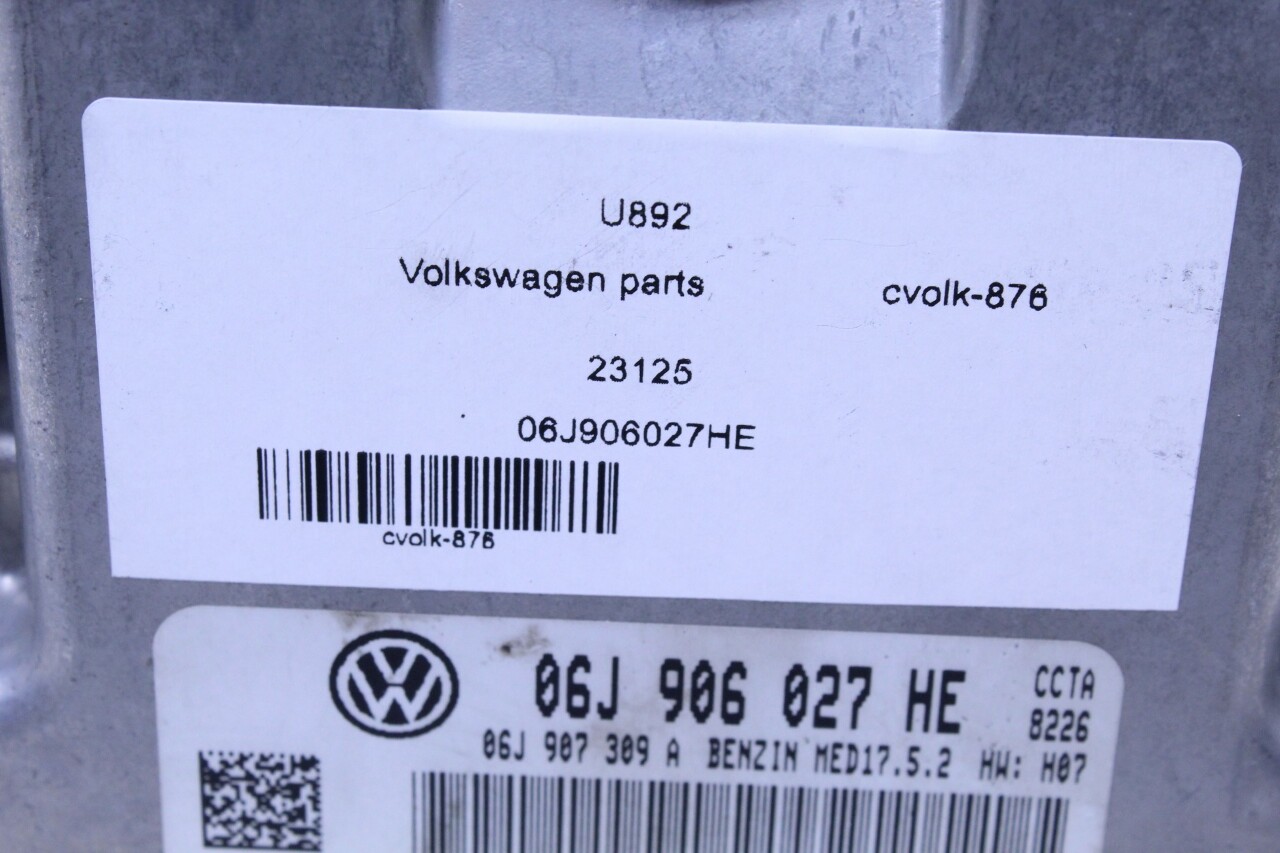 U892
Volkswagen parts cvolk-876
23125
06J906027HE
cvolk-876
06J 906 027 HE CCTA
8226
06J 907 309 A BENZIN MED17.5.2 HW: H07